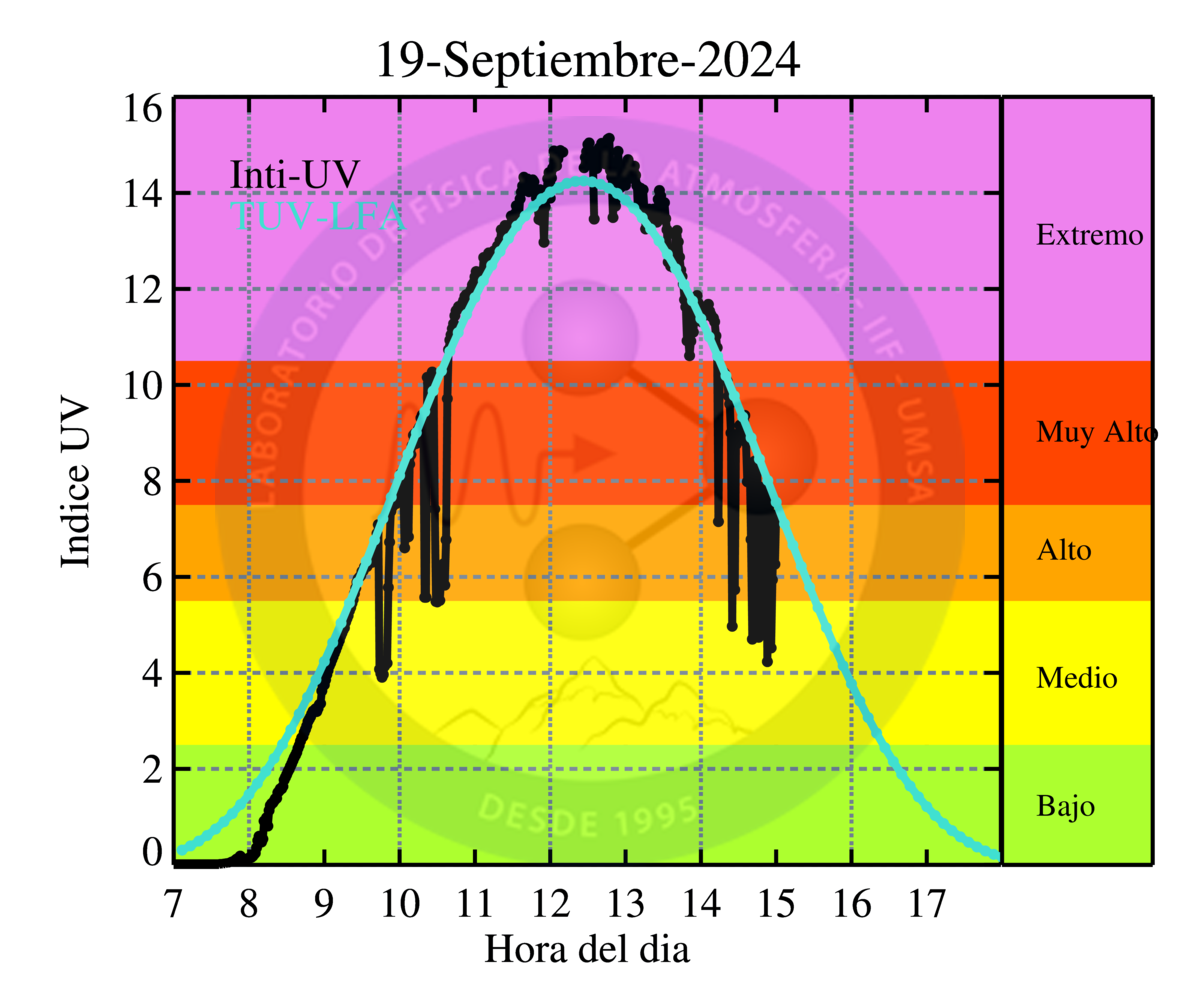 19-Septiembre-2024
Indice UV
16
14
12
10
8
6
4
2
0
Inti-UV
TUV-LFA
LABORATORIO DE FÍSICA DE LA ATMÓSFERA - IIF - UMSA
DESDE 1995
Extremo
Muy Alto
Alto
Medio
Bajo
7 8 9 10 11 12 13 14 15 16 17
Hora del dia